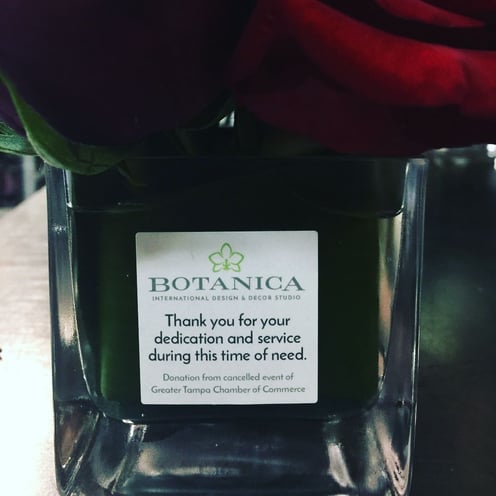 BOTANICA
INTERNATIONAL DESIGN & DECOR STUDIO
Thank you for your
dedication and service
during this time of need.
Donation from cancelled event of
Greater Tampa Chamber of Commerce